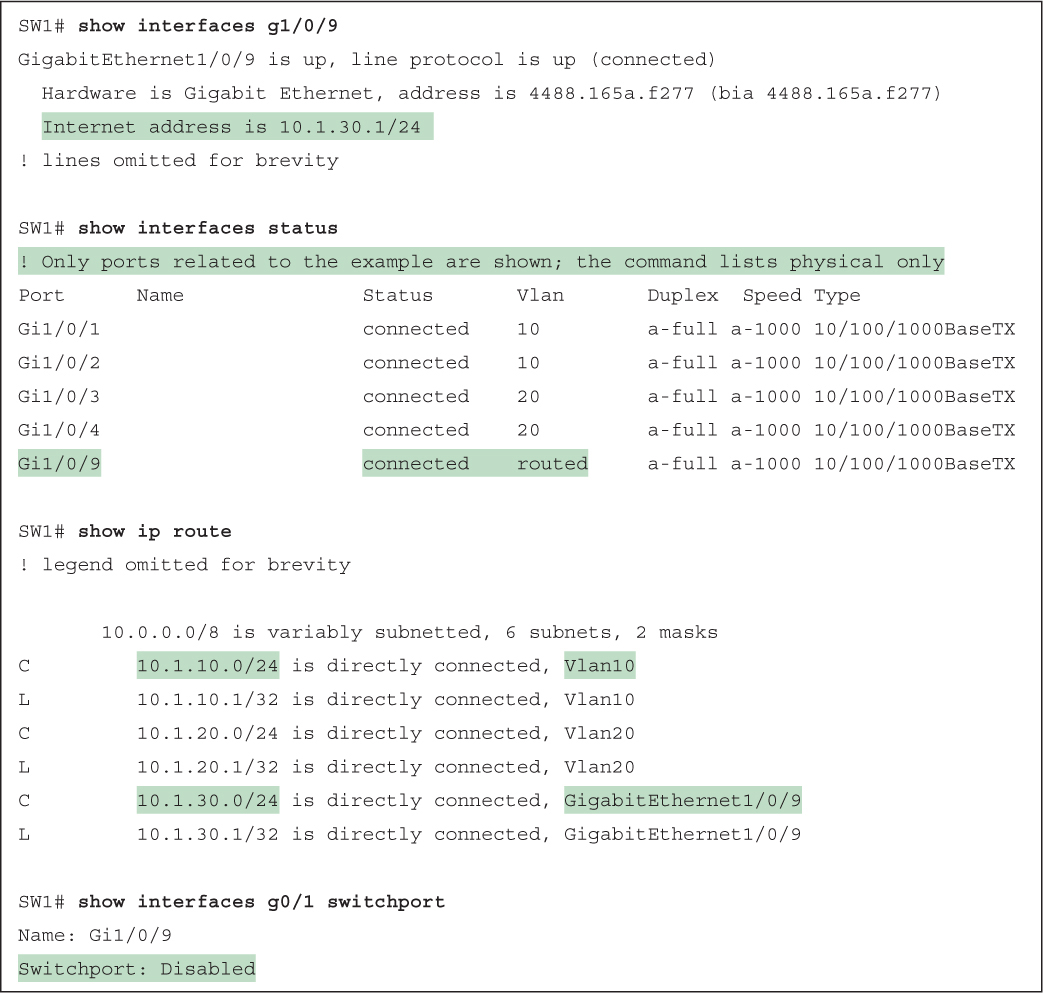 SW1# show interfaces g1/0/9
GigabitEthernet1/0/9 is up, line protocol is up (connected)
  Hardware is Gigabit Ethernet, address is 4488.165a.f277 (bia 4488.165a.f277)
  Internet address is 10.1.30.1/24
! lines omitted for brevity

SW1# show interfaces status
! Only ports related to the example are shown; the command lists physical only
Port      Name               Status       Vlan       Duplex  Speed Type
Gi1/0/1                      connected    10         a-full a-1000 10/100/1000BaseTX
Gi1/0/2                      connected    10         a-full a-1000 10/100/1000BaseTX
Gi1/0/3                      connected    20         a-full a-1000 10/100/1000BaseTX
Gi1/0/4                      connected    20         a-full a-1000 10/100/1000BaseTX
Gi1/0/9                      connected    routed     a-full a-1000 10/100/1000BaseTX

SW1# show ip route
! legend omitted for brevity

       10.0.0.0/8 is variably subnetted, 6 subnets, 2 masks
C         10.1.10.0/24 is directly connected, Vlan10
L         10.1.10.1/32 is directly connected, Vlan10
C         10.1.20.0/24 is directly connected, Vlan20
L         10.1.20.1/32 is directly connected, Vlan20
C         10.1.30.0/24 is directly connected, GigabitEthernet1/0/9
L         10.1.30.1/32 is directly connected, GigabitEthernet1/0/9

SW1# show interfaces g0/1 switchport
Name: Gi1/0/9
Switchport: Disabled